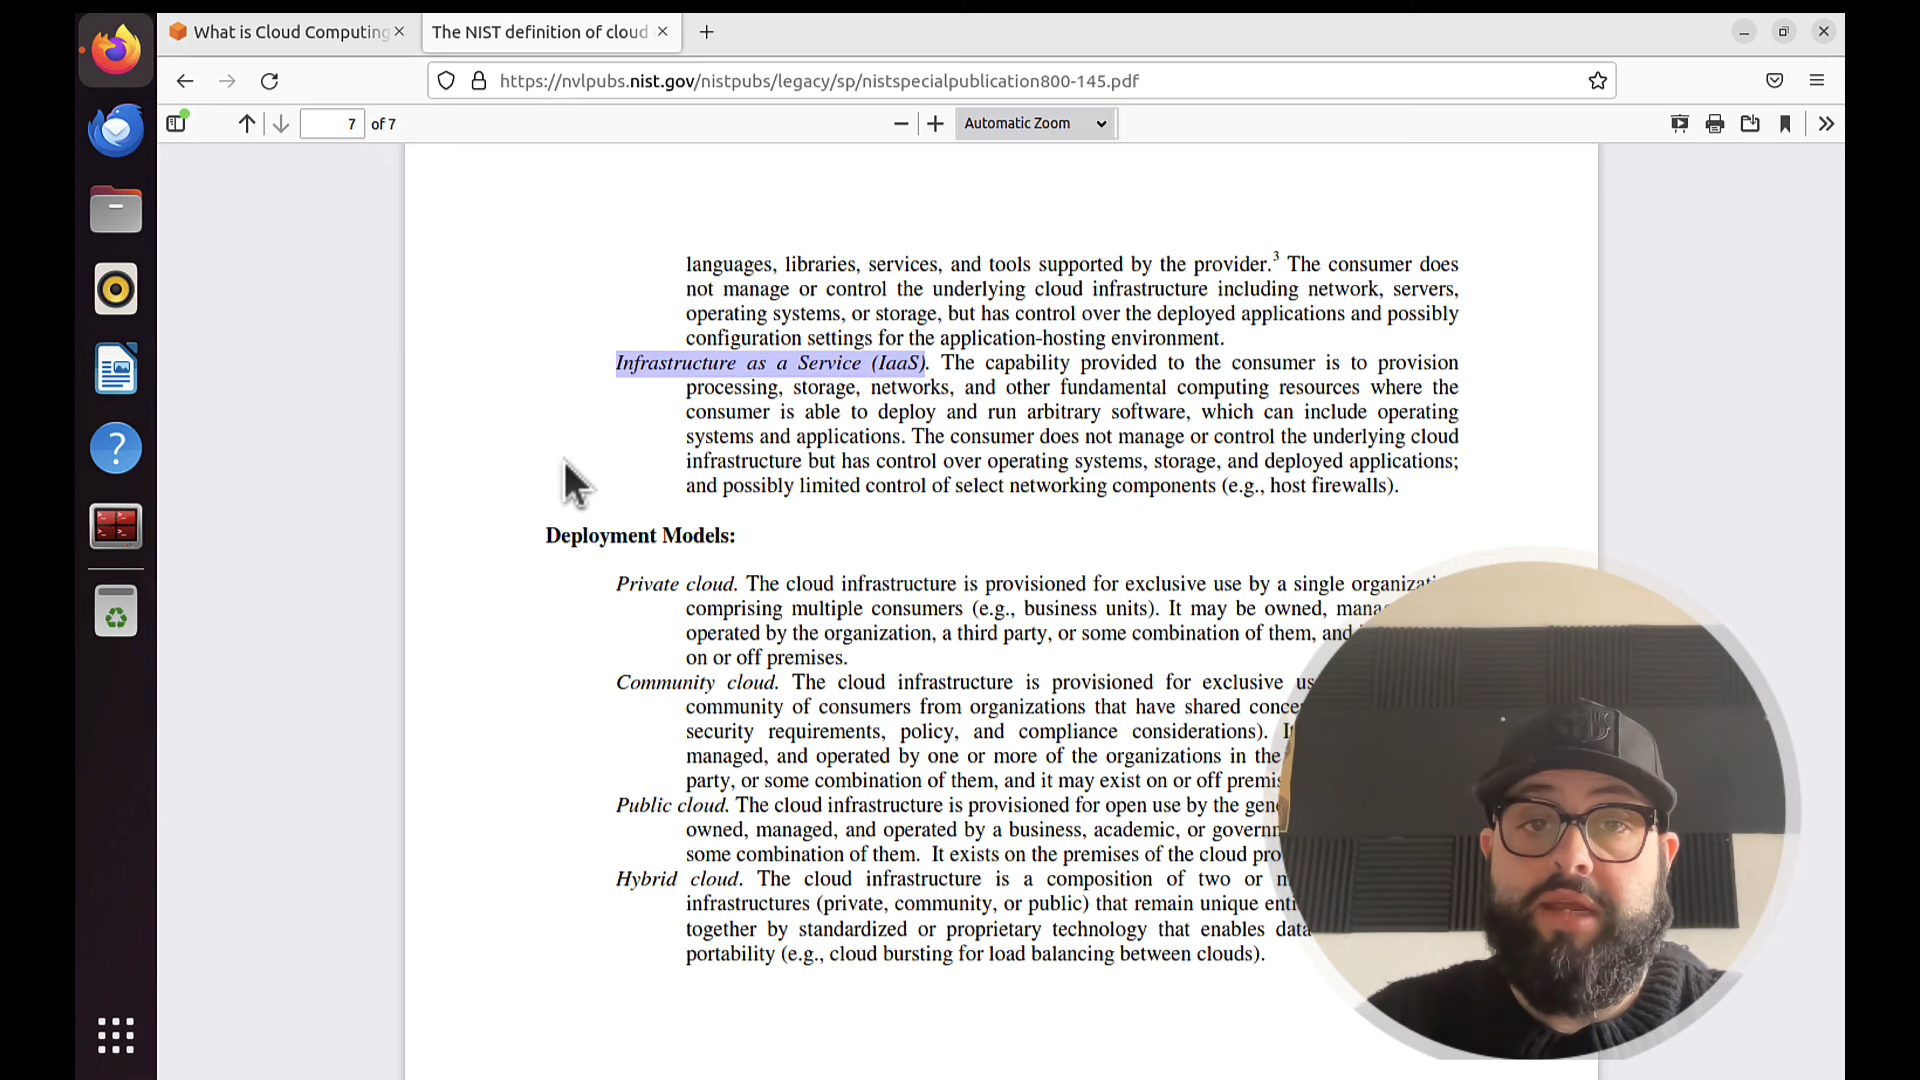 What is Cloud Computing
The NIST definition of cloud
https://nvlpubs.nist.gov/nistpubs/legacy/sp/nistspecialpublication800-145.pdf
7 of 7
Automatic Zoom
languages, libraries, services, and tools supported by the provider.³ The consumer does
not manage or control the underlying cloud infrastructure including network, servers,
operating systems, or storage, but has control over the deployed applications and possibly
configuration settings for the application-hosting environment.
Infrastructure as a Service (IaaS). The capability provided to the consumer is to provision
processing, storage, networks, and other fundamental computing resources where the
consumer is able to deploy and run arbitrary software, which can include operating
systems and applications. The consumer does not manage or control the underlying cloud
infrastructure but has control over operating systems, storage, and deployed applications;
and possibly limited control of select networking components (e.g., host firewalls).
Deployment Models:
Private cloud. The cloud infrastructure is provisioned for exclusive use by a single
comprising multiple consumers (e.g., business units). It may be owned,
operated by the organization, a third party, or some combination of them, and
on or off premises.
Community cloud. The cloud infrastructure is provisioned for exclusive
community of consumers from organizations that have shared
security requirements, policy, and compliance considerations).
managed, and operated by one or more of the organizations in the
party, or some combination of them, and it may exist on or off
Public cloud. The cloud infrastructure is provisioned for open use by the
owned, managed, and operated by a business, academic, or
some combination of them. It exists on the premises of the cloud
Hybrid cloud. The cloud infrastructure is a composition of two or
infrastructures (private, community, or public) that remain unique
together by standardized or proprietary technology that enables data
portability (e.g., cloud bursting for load balancing between clouds).